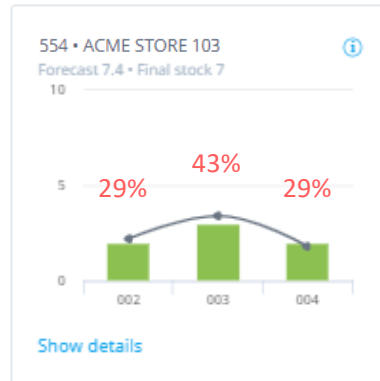 554 • ACME STORE 103
Forecast 7.4 • Final stock 7
10
43%
5
29%
29%
0
002 003 004
Show details